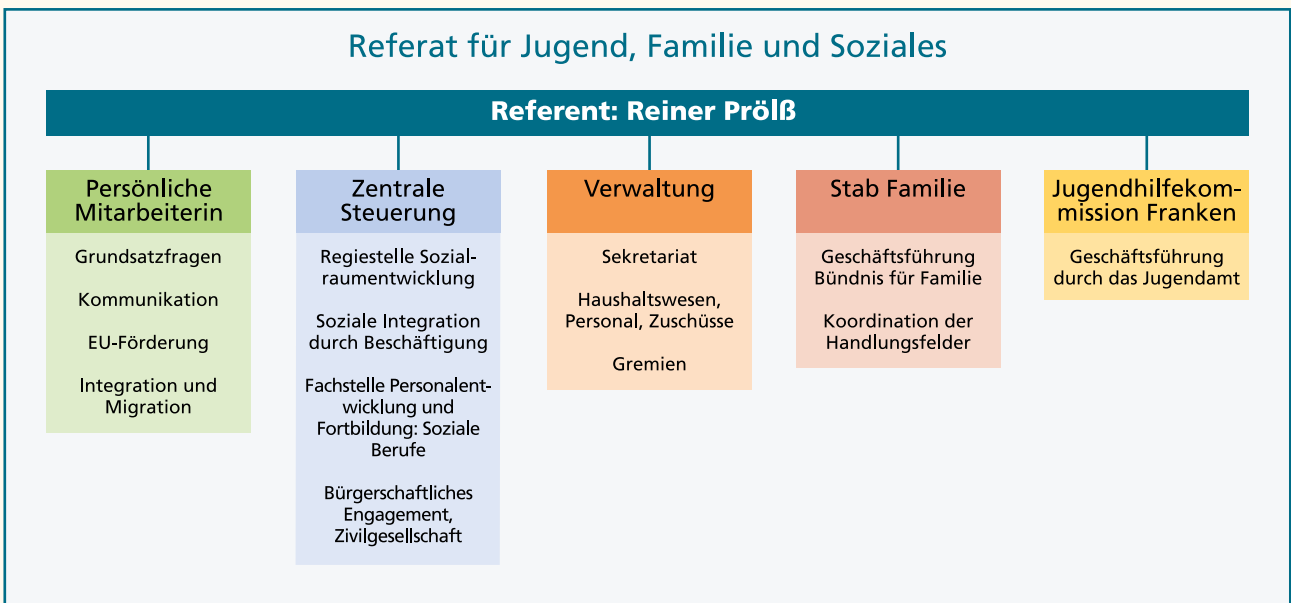 Referat für Jugend, Familie und Soziales
Referent: Reiner Prölß
Persönliche
Mitarbeiterin
Grundsatzfragen
Kommunikation
EU-Förderung
Integration und
Migration
Zentrale
Steuerung
Regiestelle Sozial-
raumentwicklung
Soziale Integration
durch Beschäftigung
Fachstelle Personalent-
wicklung und
Fortbildung: Soziale
Berufe
Bürgerschaftliches
Engagement,
Zivilgesellschaft
Verwaltung
Sekretariat
Haushaltswesen,
Personal, Zuschüsse
Gremien
Stab Familie
Geschäftsführung
Bündnis für Familie
Koordination der
Handlungsfelder
Jugendhilfekom-
mission Franken
Geschäftsführung
durch das Jugendamt